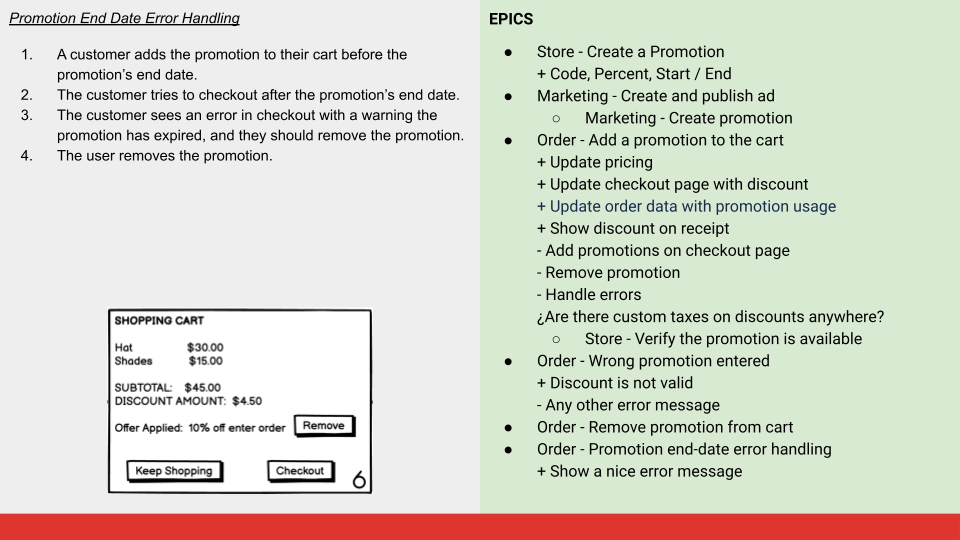 Promotion End Date Error Handling
1. A customer adds the promotion to their cart before the
promotion’s end date.
2. The customer tries to checkout after the promotion’s end date.
3. The customer sees an error in checkout with a warning the
promotion has expired, and they should remove the promotion.
4. The user removes the promotion.
SHOPPING CART
Hat $30.00
Shades $15.00
SUBTOTAL: $45.00
DISCOUNT AMOUNT: $4.50
Offer Applied: 10% off enter order Remove
Keep Shopping Checkout
6
EPICS
● Store - Create a Promotion
+ Code, Percent, Start / End
● Marketing - Create and publish ad
○ Marketing - Create promotion
● Order - Add a promotion to the cart
+ Update pricing
+ Update checkout page with discount
+ Update order data with promotion usage
+ Show discount on receipt
- Add promotions on checkout page
- Remove promotion
- Handle errors
¿Are there custom taxes on discounts anywhere?
○ Store - Verify the promotion is available
● Order - Wrong promotion entered
+ Discount is not valid
- Any other error message
● Order - Remove promotion from cart
● Order - Promotion end-date error handling
+ Show a nice error message